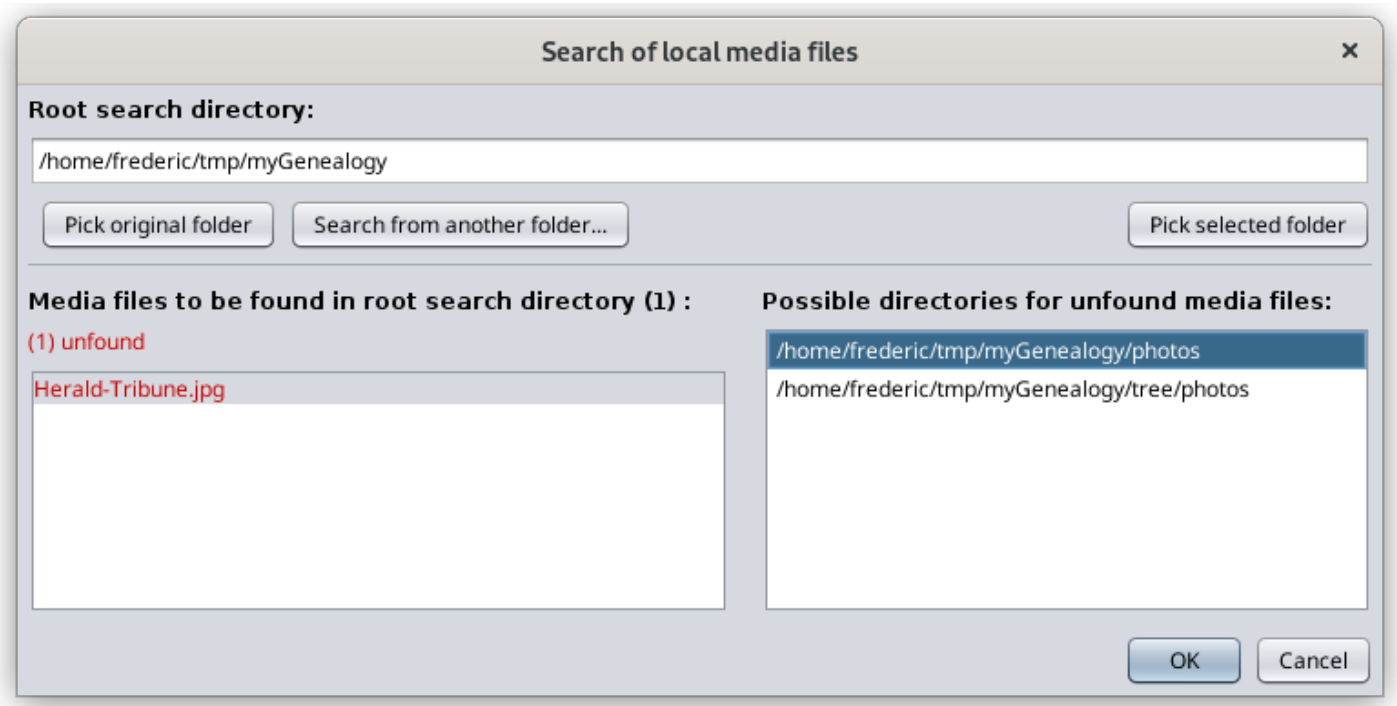 Search of local media files
×
Root search directory:
/home/frederic/tmp/myGenealogy
Pick original folder
Search from another folder...
Pick selected folder
Media files to be found in root search directory (1) :
(1) unfound
Herald-Tribune.jpg
Possible directories for unfound media files:
/home/frederic/tmp/myGenealogy/photos
/home/frederic/tmp/myGenealogy/tree/photos
OK
Cancel